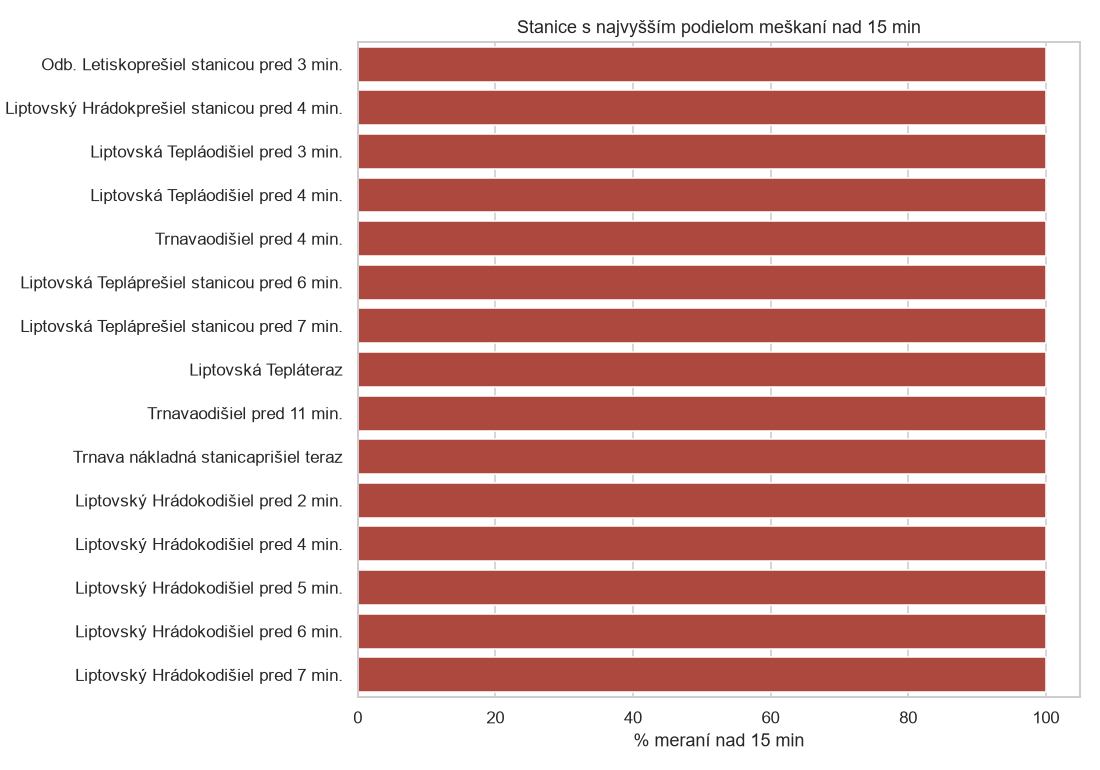 Stanice s najvyšším podielom meškaní nad 15 min
Odb. Letiskoprešiel stanicou pred 3 min.
Liptovský Hrádokprešiel stanicou pred 4 min.
Liptovská Tepláodišiel pred 3 min.
Liptovská Tepláodišiel pred 4 min.
Trnavaodišiel pred 4 min.
Liptovská Tepláprešiel stanicou pred 6 min.
Liptovská Tepláprešiel stanicou pred 7 min.
Liptovská Tepláteraz
Trnavaodišiel pred 11 min.
Trnava nákladná stanicaprišiel teraz
Liptovský Hrádokodišiel pred 2 min.
Liptovský Hrádokodišiel pred 4 min.
Liptovský Hrádokodišiel pred 5 min.
Liptovský Hrádokodišiel pred 6 min.
Liptovský Hrádokodišiel pred 7 min.
0 20 40 60 80 100
% meraní nad 15 min